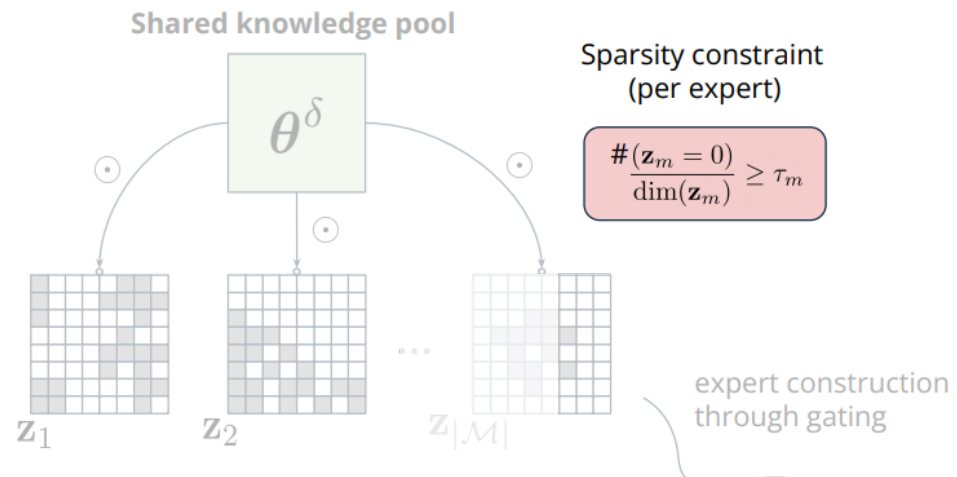 Shared knowledge pool
Sparsity constraint
(per expert)
θ^δ
#(z_m = 0)
dim(z_m)
≥ τ_m
⊙
⊙
⊙
...
z_1
z_2
z_|M|
expert construction
through gating